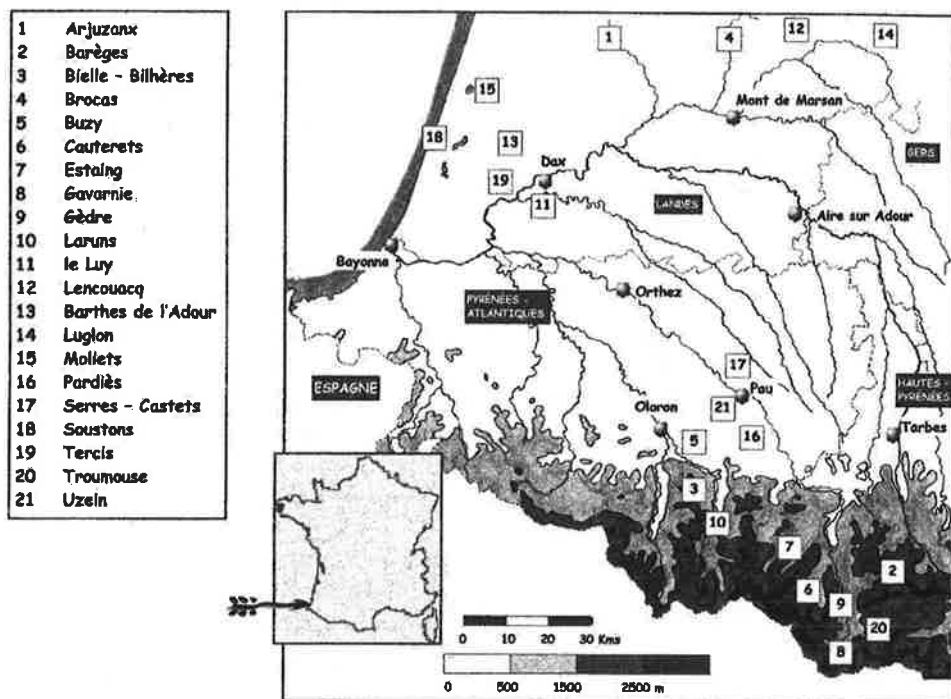 1 Arjuzanx
2 Barèges
3 Bielle - Bilhères
4 Brocas
5 Buzy
6 Cauterets
7 Estaing
8 Gavarnie
9 Gèdre
10 Laruns
11 le Luy
12 Lencouacq
13 Barthes de l'Adour
14 Luglon
15 Moliets
16 Pardiès
17 Serres - Castets
18 Soustons
19 Tercis
20 Troumouse
21 Uzein
1
4
12
14
15
Mont de Marsan
18
13
GERS
Dax
19
11
LANDES
Aire sur Adour
Bayonne
Orthez
PYRÉNÉES -
ATLANTIQUES
17
ESPAGNE
Pau
HAUTES-
PYRENEES
21
Oloron
5
16
Tarbes
3
10
7
2
6
9
20
8
0 10 20 30 Kms
0 500 1500 2500 m